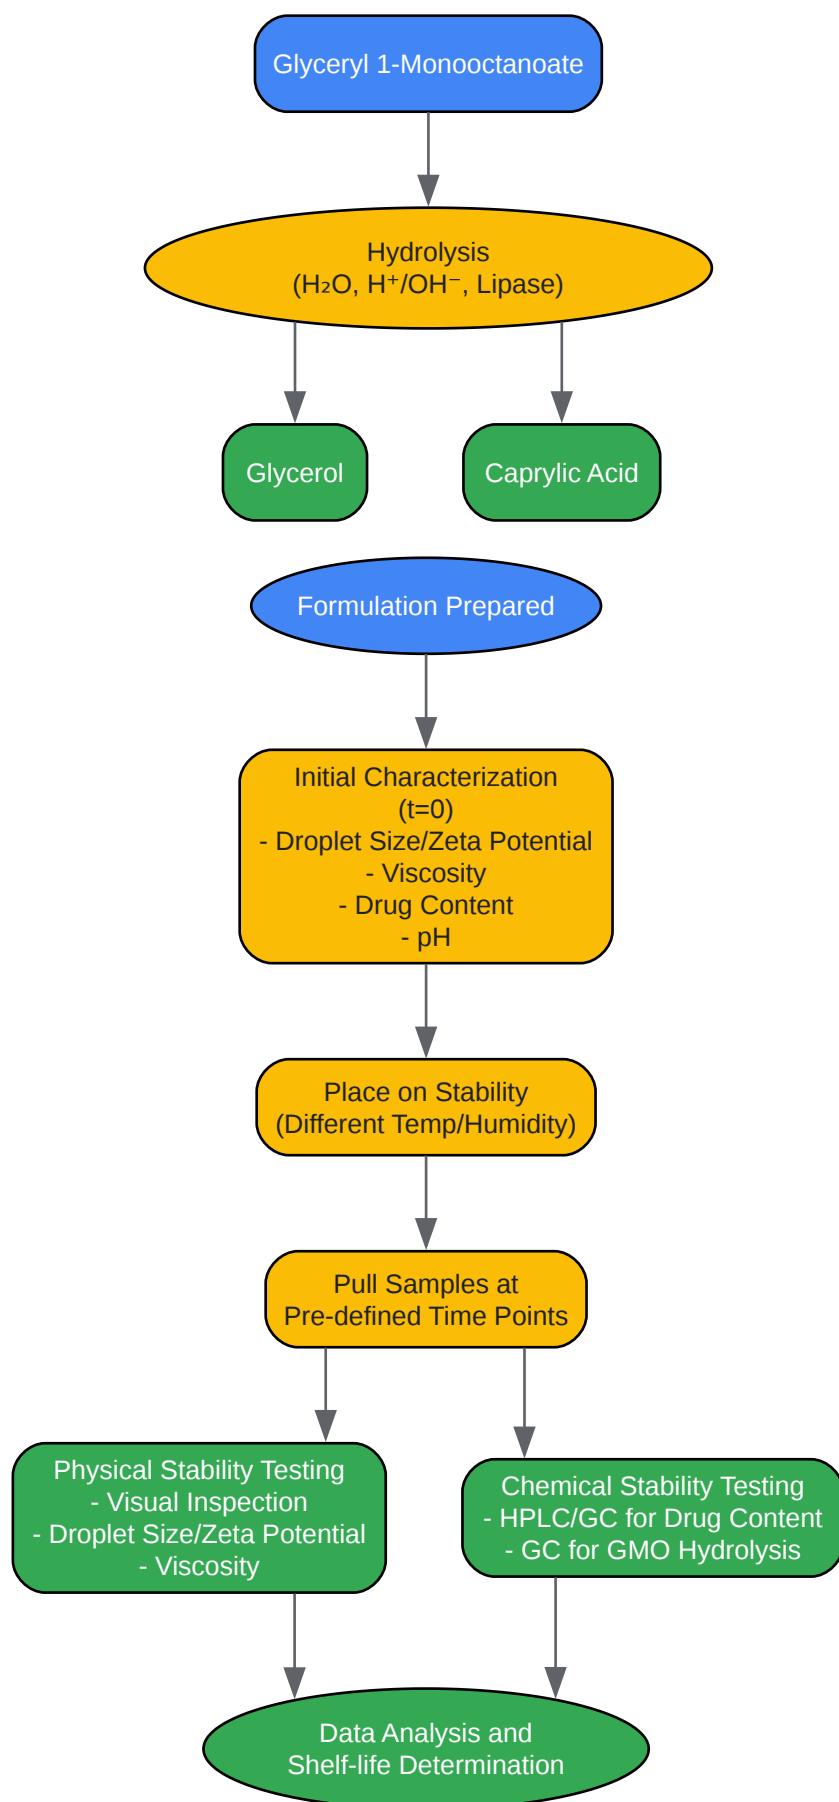 Glyceryl 1-Monooctanoate
Hydrolysis
(H₂O, H⁺/OH⁻, Lipase)
Glycerol
Caprylic Acid
Formulation Prepared
Initial Characterization
(t=0)
- Droplet Size/Zeta Potential
- Viscosity
- Drug Content
- pH
Place on Stability
(Different Temp/Humidity)
Pull Samples at
Pre-defined Time Points
Physical Stability Testing
- Visual Inspection
- Droplet Size/Zeta Potential
- Viscosity
Chemical Stability Testing
- HPLC/GC for Drug Content
- GC for GMO Hydrolysis
Data Analysis and
Shelf-life Determination